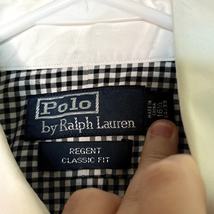 Polo
by Ralph Lauren
REGENT
CLASSIC FIT